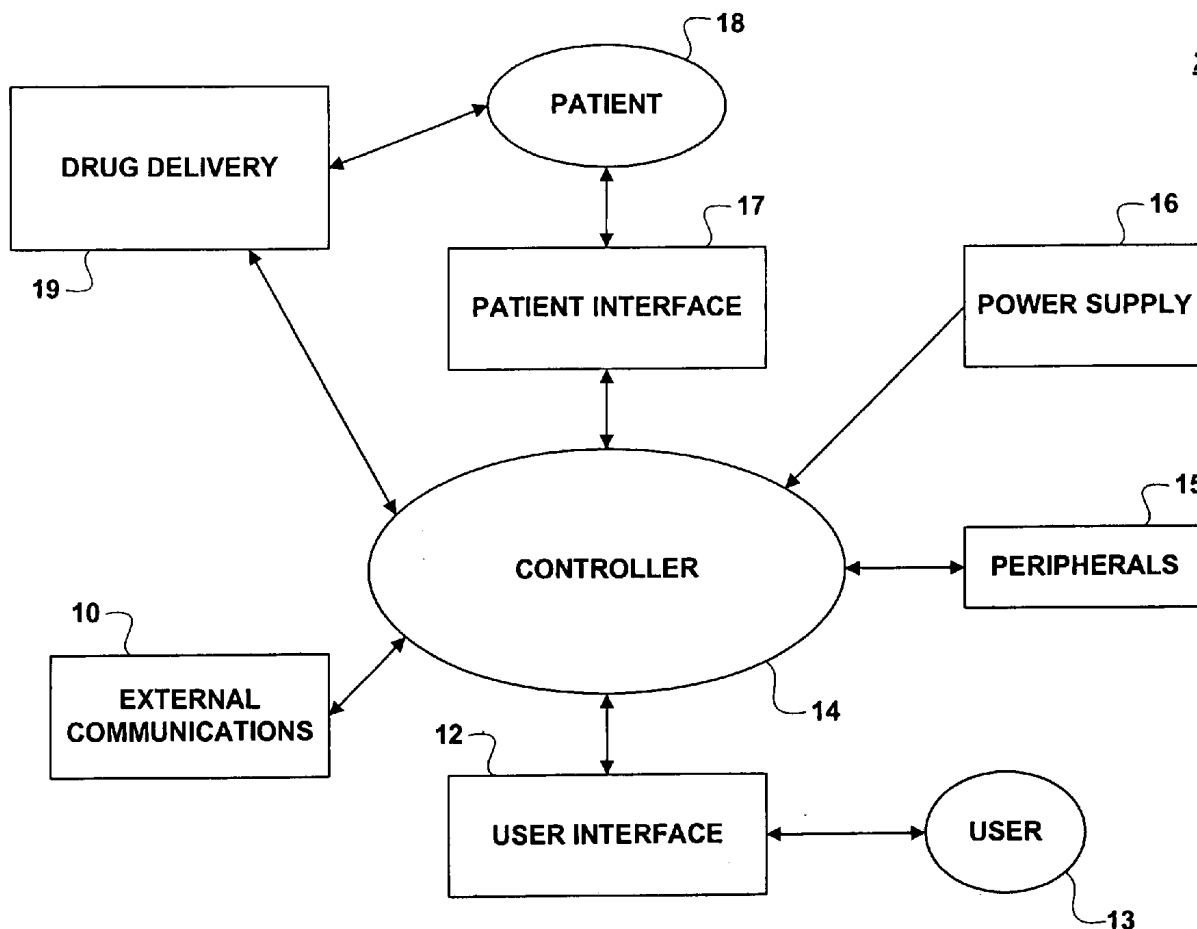 18
PATIENT
DRUG DELIVERY
19
17
PATIENT INTERFACE
16
POWER SUPPLY
15
PERIPHERALS
CONTROLLER
14
10
EXTERNAL
COMMUNICATIONS
12
USER INTERFACE
USER
13